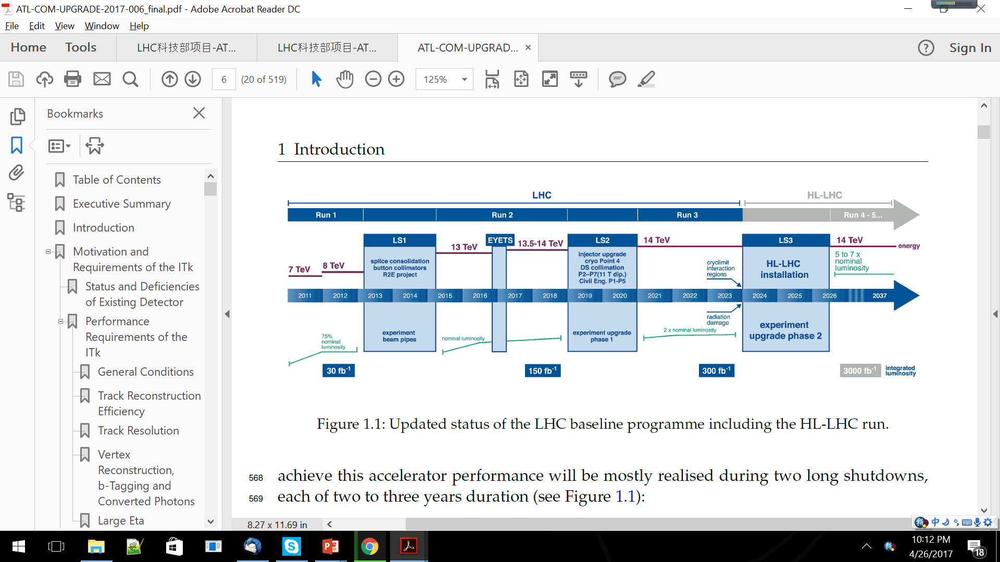 ATL-COM-UPGRADE-2017-006_final.pdf - Adobe Acrobat Reader DC
File Edit View Window Help
Home Tools LHC科技部项目-AT... LHC科技部项目-AT... ATL-COM-UPGRAD... × ? Sign In
6 (20 of 519) 125%
Bookmarks
Table of Contents
Executive Summary
Introduction
Motivation and
Requirements of the ITk
Status and Deficiencies
of Existing Detector
Performance
Requirements of the
ITk
General Conditions
Track Reconstruction
Efficiency
Track Resolution
Vertex
Reconstruction,
b-Tagging and
Converted Photons
Large Eta
1 Introduction
LHC HL-LHC
Run 1 Run 2 Run 3 Run 4 - 5...
LS1 EYETS LS2 LS3
7 TeV 8 TeV 13 TeV 13.5-14 TeV 14 TeV 14 TeV energy
splice consolidation
button collimators
R2E project
injector upgrade
cryo Point 4
DS collimation
P2–P7(11 T dip.)
Civil Eng. P1-P5
cryolimit
interaction
regions
HL-LHC
installation
5 to 7 x
nominal
luminosity
2011 2012 2013 2014 2015 2016 2017 2018 2019 2020 2021 2022 2023 2024 2025 2026 2037
75%
nominal
luminosity
experiment
beam pipes
nominal luminosity
experiment upgrade
phase 1
radiation
damage
2 x nominal luminosity
experiment
upgrade phase 2
30 fb⁻¹ 150 fb⁻¹ 300 fb⁻¹ 3000 fb⁻¹ integrated
luminosity
Figure 1.1: Updated status of the LHC baseline programme including the HL-LHC run.
568 achieve this accelerator performance will be mostly realised during two long shutdowns,
569 each of two to three years duration (see Figure 1.1):
8.27 x 11.69 in
中
10:12 PM
4/26/2017
18